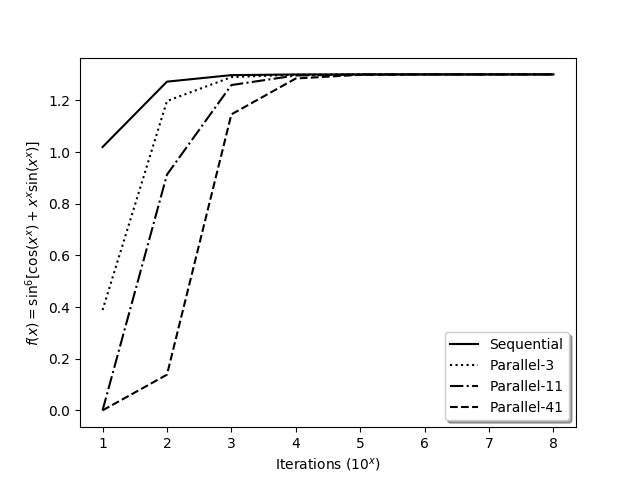 f(x) = sin⁶[cos(xˣ) + xˣsin(xˣ)]
1.2
1.0
0.8
0.6
0.4
0.2
0.0
Sequential
Parallel-3
Parallel-11
Parallel-41
1 2 3 4 5 6 7 8
Iterations (10ˣ)